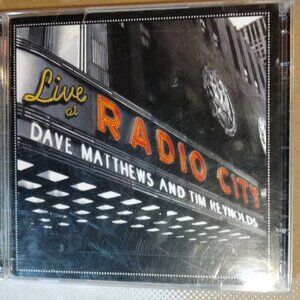 Live
at
RADIO CITY
DAVE MATTHEWS AND TIM REYNOLDS